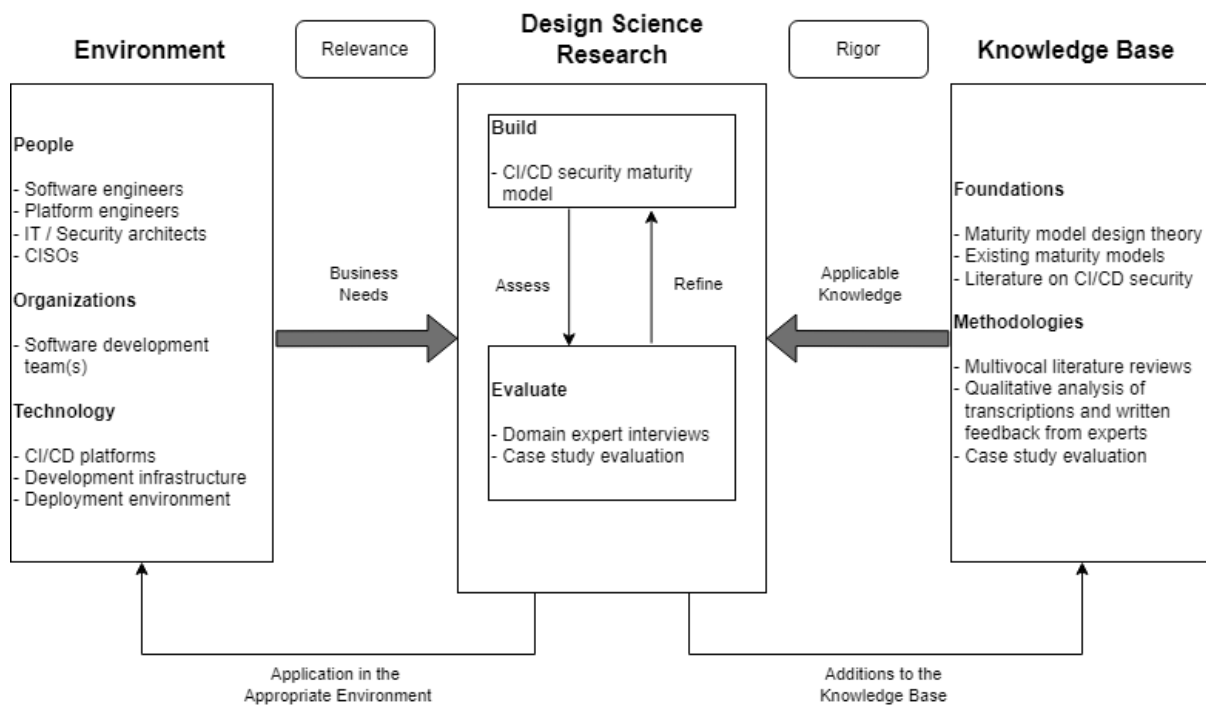 Environment
Relevance
Design Science
Research
Rigor
Knowledge Base
People
- Software engineers
- Platform engineers
- IT / Security architects
- CISOs
Organizations
- Software development
team(s)
Technology
- CI/CD platforms
- Development infrastructure
- Deployment environment
Business
Needs
Build
- CI/CD security maturity
model
Assess
Refine
Evaluate
- Domain expert interviews
- Case study evaluation
Applicable
Knowledge
Foundations
- Maturity model design theory
- Existing maturity models
- Literature on CI/CD security
Methodologies
- Multivocal literature reviews
- Qualitative analysis of
transcriptions and written
feedback from experts
- Case study evaluation
Application in the
Appropriate Environment
Additions to the
Knowledge Base